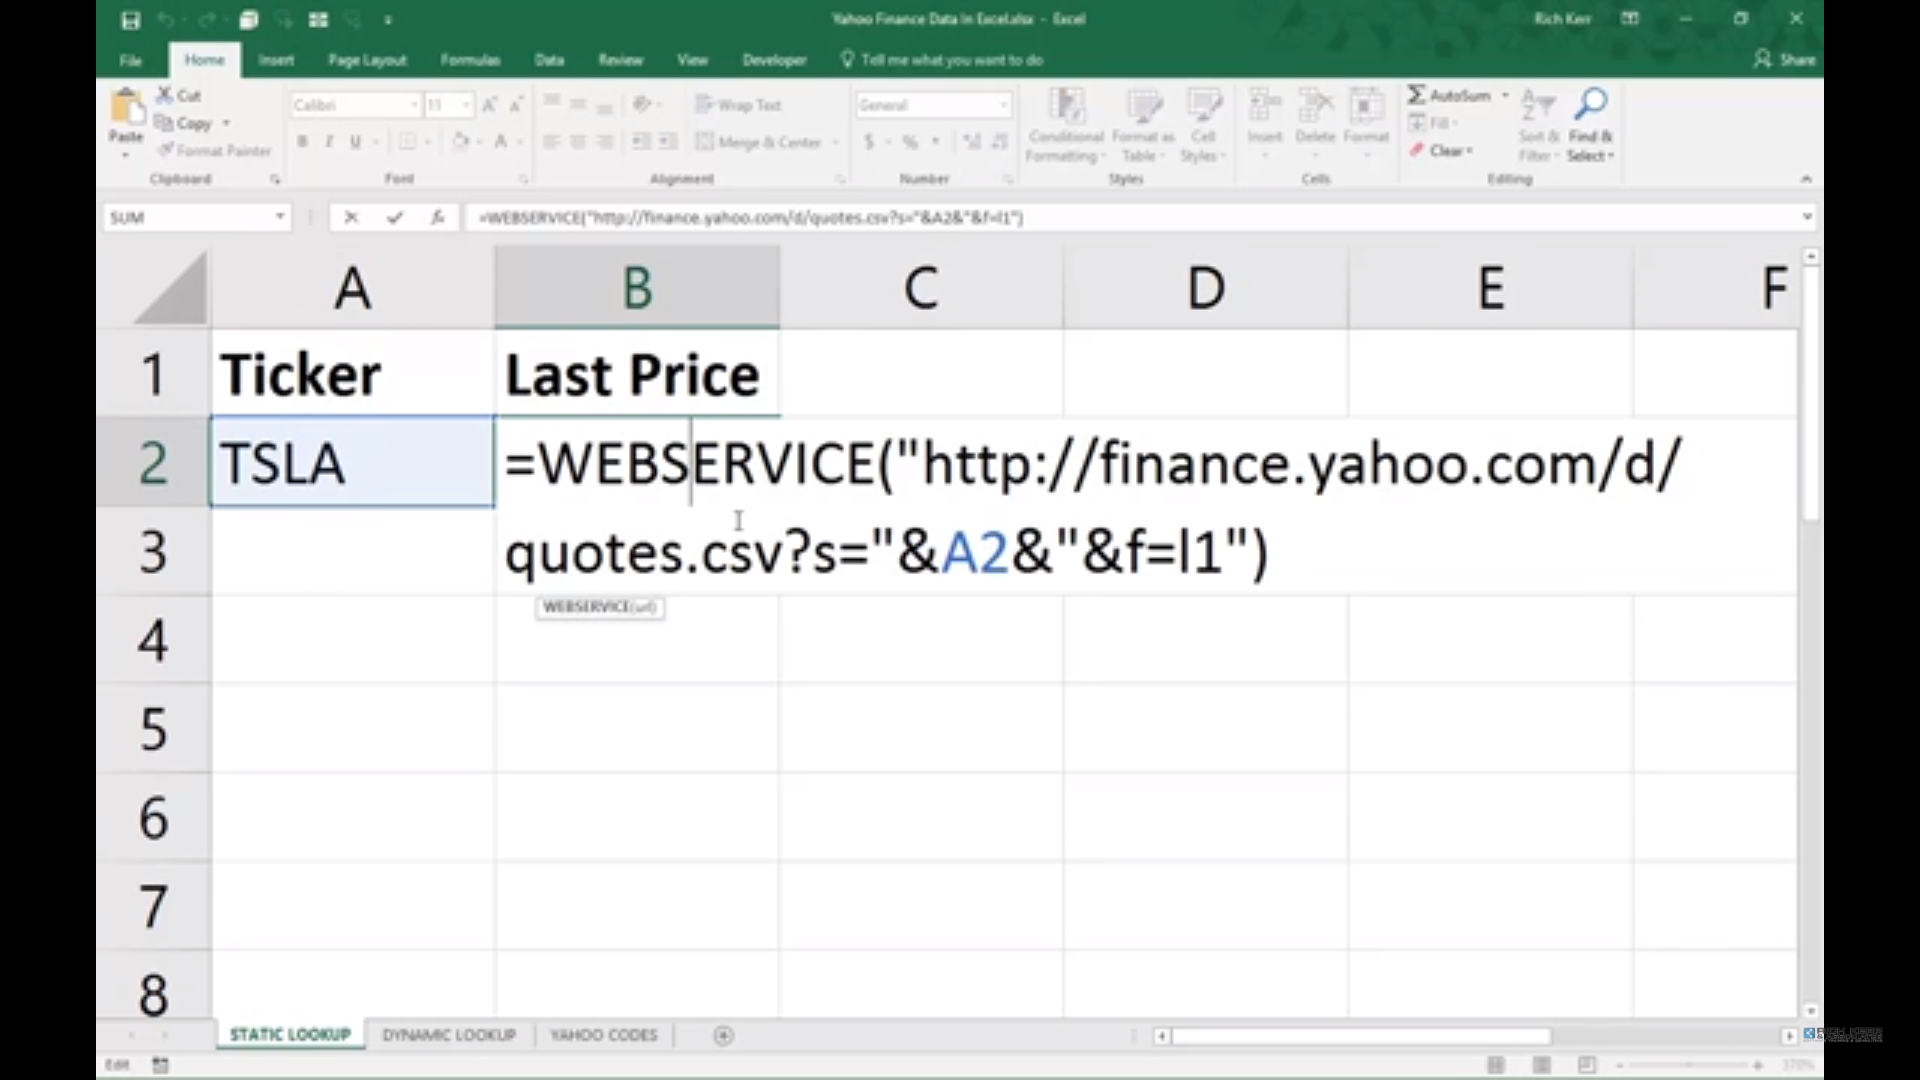 Yahoo Finance Data In Excel.xlsx - Excel
Rich Kerr
File Home Insert Page Layout Formulas Data Review View Developer Tell me what you want to do Share
Paste
Cut
Copy
Format Painter
Clipboard
Calibri 11
B I U
Font
Wrap Text
Merge & Center
Alignment
General
$ %
Number
Conditional Formatting
Format as Table
Cell Styles
Styles
Insert Delete Format
Cells
AutoSum
Fill
Clear
Sort & Filter
Find & Select
Editing
SUM
=WEBSERVICE("http://finance.yahoo.com/d/quotes.csv?s="&A2&"&f=l1")
A B C D E F
1 Ticker Last Price
2 TSLA =WEBSERVICE("http://finance.yahoo.com/d/
3 quotes.csv?s="&A2&"&f=l1")
WEBSERVICE(url)
4
5
6
7
8
STATIC LOOKUP DYNAMIC LOOKUP YAHOO CODES
Edit
370%